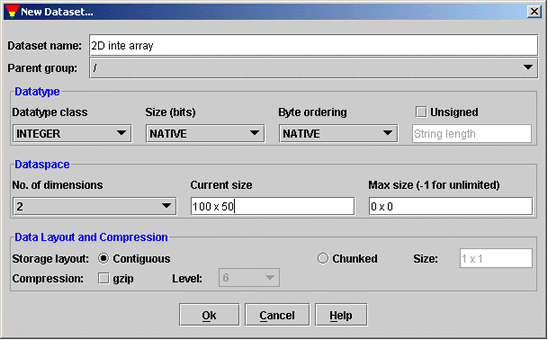 New Dataset...
Dataset name: 2D inte array
Parent group: /
Datatype
Datatype class Size (bits) Byte ordering Unsigned
INTEGER NATIVE NATIVE String length
Dataspace
No. of dimensions Current size Max size (-1 for unlimited)
2 100 x 50 0 x 0
Data Layout and Compression
Storage layout: Contiguous Chunked Size: 1 x 1
Compression: gzip Level: 6
Ok Cancel Help